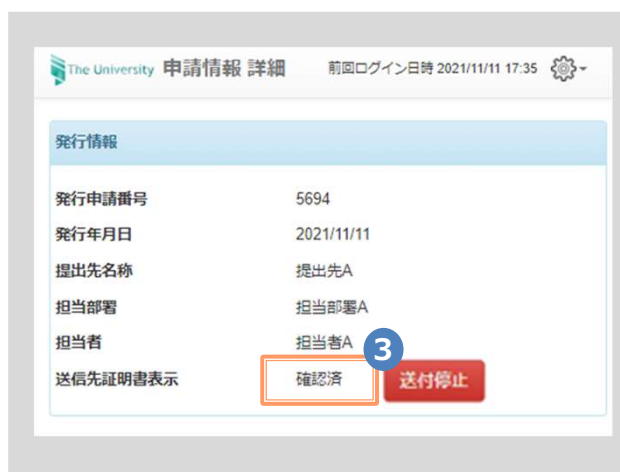 The University 申請情報 詳細 前回ログイン日時 2021/11/11 17:35
発行情報
発行申請番号 5694
発行年月日 2021/11/11
提出先名称 提出先A
担当部署 担当部署A
担当者 担当者A
3
送信先証明書表示 確認済 送付停止